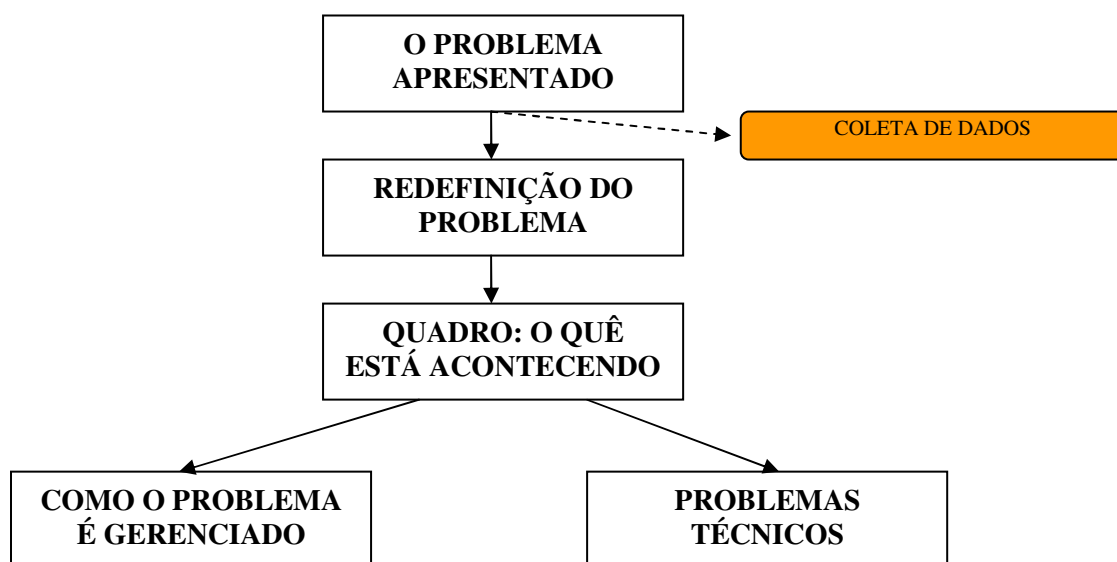 O PROBLEMA
APRESENTADO
COLETA DE DADOS
REDEFINIÇÃO DO
PROBLEMA
QUADRO: O QUÊ
ESTÁ ACONTECENDO
COMO O PROBLEMA
É GERENCIADO
PROBLEMAS
TÉCNICOS